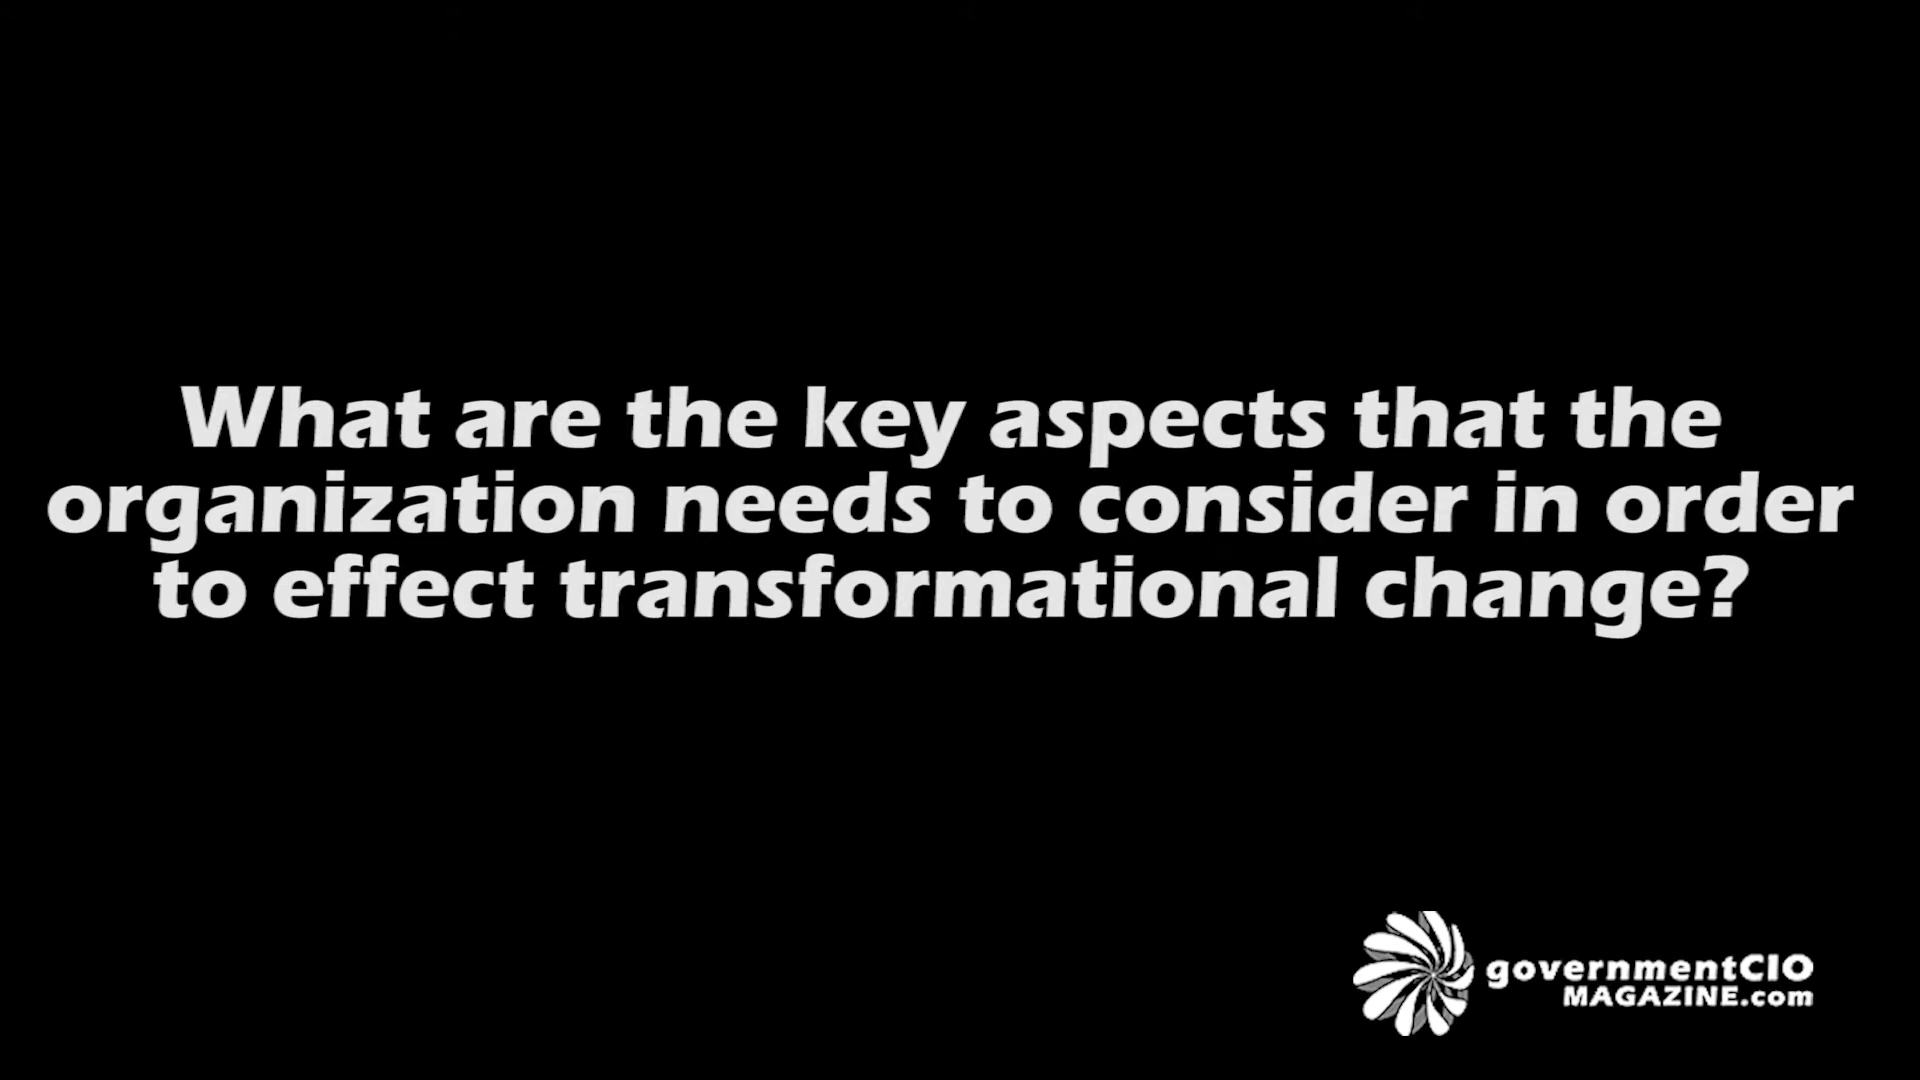 What are the key aspects that the
organization needs to consider in order
to effect transformational change?
governmentCIO
MAGAZINE.com